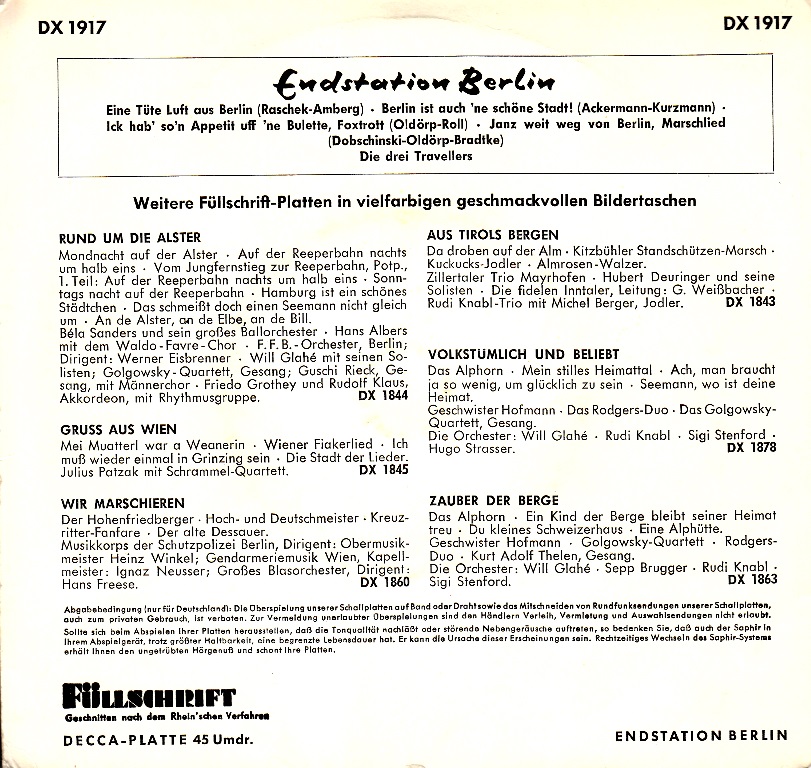 DX 1917
DX 1917
Endstation Berlin
Eine Tüte Luft aus Berlin (Raschek-Amberg) · Berlin ist auch 'ne schöne Stadt! (Ackermann-Kurzmann) ·
Ick hab' so'n Appetit uff 'ne Bulette, Foxtrott (Oldörp-Roll) · Janz weit weg von Berlin, Marschlied
(Dobschinski-Oldörp-Bradtke)
Die drei Travellers
Weitere Füllschrift-Platten in vielfarbigen geschmackvollen Bildertaschen
RUND UM DIE ALSTER
Mondnacht auf der Alster · Auf der Reeperbahn nachts
um halb eins · Vom Jungfernstieg zur Reeperbahn, Potp.,
1. Teil: Auf der Reeperbahn nachts um halb eins · Sonn-
tags nacht auf der Reeperbahn · Hamburg ist ein schönes
Städtchen · Das schmeißt doch einen Seemann nicht gleich
um · An de Alster, an de Elbe, an de Bill.
Béla Sanders und sein großes Ballorchester · Hans Albers
mit dem Waldo-Favre-Chor · F.F.B.-Orchester, Berlin;
Dirigent: Werner Eisbrenner · Will Glahé mit seinen So-
listen; Golgowsky-Quartett, Gesang; Guschi Rieck, Ge-
sang, mit Männerchor · Friedo Grothey und Rudolf Klaus,
Akkordeon, mit Rhythmusgruppe. DX 1844
GRUSS AUS WIEN
Mei Muatterl war a Weanerin · Wiener Fiakerlied · Ich
muß wieder einmal in Grinzing sein · Die Stadt der Lieder.
Julius Patzak mit Schrammel-Quartett. DX 1845
WIR MARSCHIEREN
Der Hohenfriedberger · Hoch- und Deutschmeister · Kreuz-
ritter-Fanfare · Der alte Dessauer.
Musikkorps der Schutzpolizei Berlin, Dirigent: Obermusik-
meister Heinz Winkel; Gendarmeriemusik Wien, Kapell-
meister: Ignaz Neusser; Großes Blasorchester, Dirigent:
Hans Freese. DX 1860
AUS TIROLS BERGEN
Da droben auf der Alm · Kitzbühler Standschützen-Marsch ·
Kuckucks-Jodler · Almrosen-Walzer.
Zillertaler Trio Mayrhofen · Hubert Deuringer und seine
Solisten · Die fidelen Inntaler, Leitung: G. Weißbacher ·
Rudi Knabl-Trio mit Michel Berger, Jodler. DX 1843
VOLKSTÜMLICH UND BELIEBT
Das Alphorn · Mein stilles Heimattal · Ach, man braucht
ja so wenig, um glücklich zu sein · Seemann, wo ist deine
Heimat.
Geschwister Hofmann · Das Rodgers-Duo · Das Golgowsky-
Quartett, Gesang.
Die Orchester: Will Glahé · Rudi Knabl · Sigi Stenford ·
Hugo Strasser. DX 1878
ZAUBER DER BERGE
Das Alphorn · Ein Kind der Berge bleibt seiner Heimat
treu · Du kleines Schweizerhaus · Eine Alphütte.
Geschwister Hofmann · Golgowsky-Quartett · Rodgers-
Duo · Kurt Adolf Thelen, Gesang.
Die Orchester: Will Glahé · Sepp Brugger · Rudi Knabl ·
Sigi Stenford. DX 1863
Abgabebedingung (nur für Deutschland): Die Überspielung unserer Schallplatten auf Band oder Draht sowie das Mitschneiden von Rundfunksendungen unserer Schallplatten,
auch zum privaten Gebrauch, ist verboten. Zur Vermeidung unerlaubter Überspielungen sind den Händlern Verleih, Vermietung und Auswahlsendungen nicht erlaubt.
Sollte sich beim Abspielen Ihrer Platten herausstellen, daß die Tonqualität nachläßt oder störende Nebengeräusche auftreten, so bedenken Sie, daß auch der Saphir in
Ihrem Abspielgerät, trotz größter Haltbarkeit, eine begrenzte Lebensdauer hat. Er kann die Ursache dieser Erscheinungen sein. Rechtzeitiges Wechseln des Saphir-Systems
erhält Ihnen den ungetrübten Hörgenuß und schont Ihre Platten.
FÜLLSCHRIFT
Geschnitten nach dem Rhein'schen Verfahren
DECCA-PLATTE 45 Umdr.
ENDSTATION BERLIN